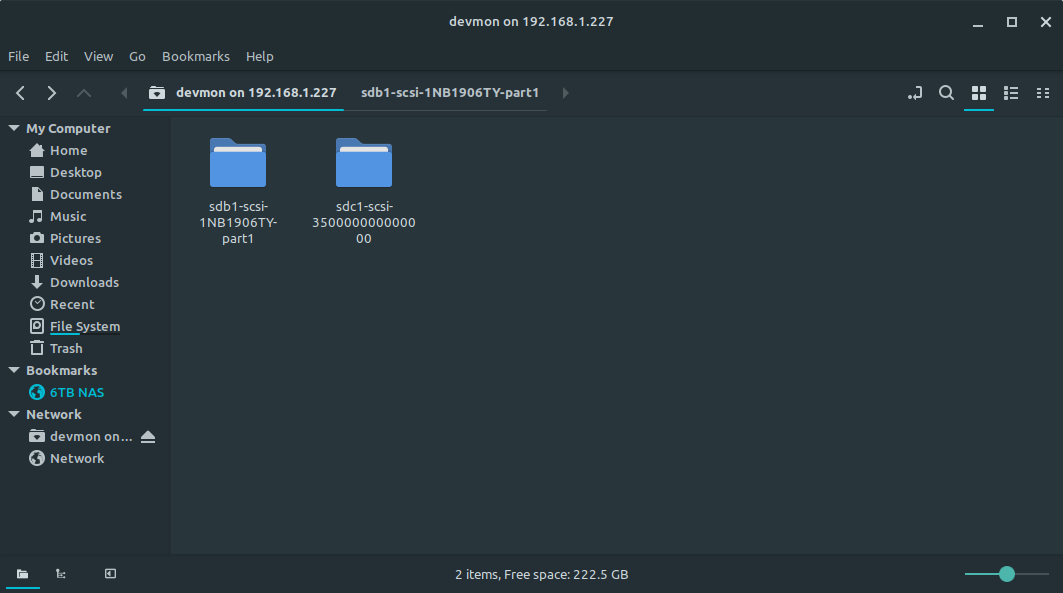 devmon on 192.168.1.227
File Edit View Go Bookmarks Help
devmon on 192.168.1.227 sdb1-scsi-1NB1906TY-part1
My Computer
Home
Desktop
Documents
Music
Pictures
Videos
Downloads
Recent
File System
Trash
Bookmarks
6TB NAS
Network
devmon on...
Network
sdb1-scsi-
1NB1906TY-
part1
sdc1-scsi-
3500000000000
00
2 items, Free space: 222.5 GB